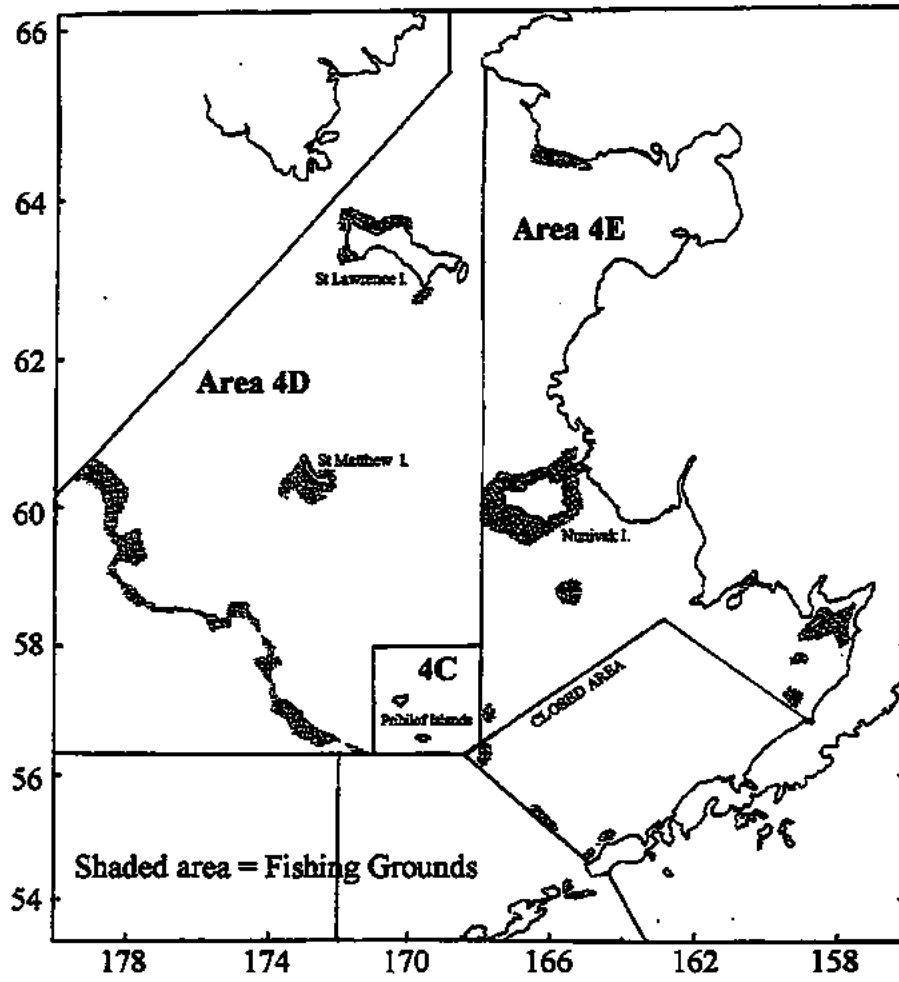 66
64
Area 4E
St Lawrence I.
62
Area 4D
St Matthew I.
60
Nunivak I.
58
4C
CLOSED AREA
Pribilof Islands
56
Shaded area = Fishing Grounds
54
178 174 170 166 162 158